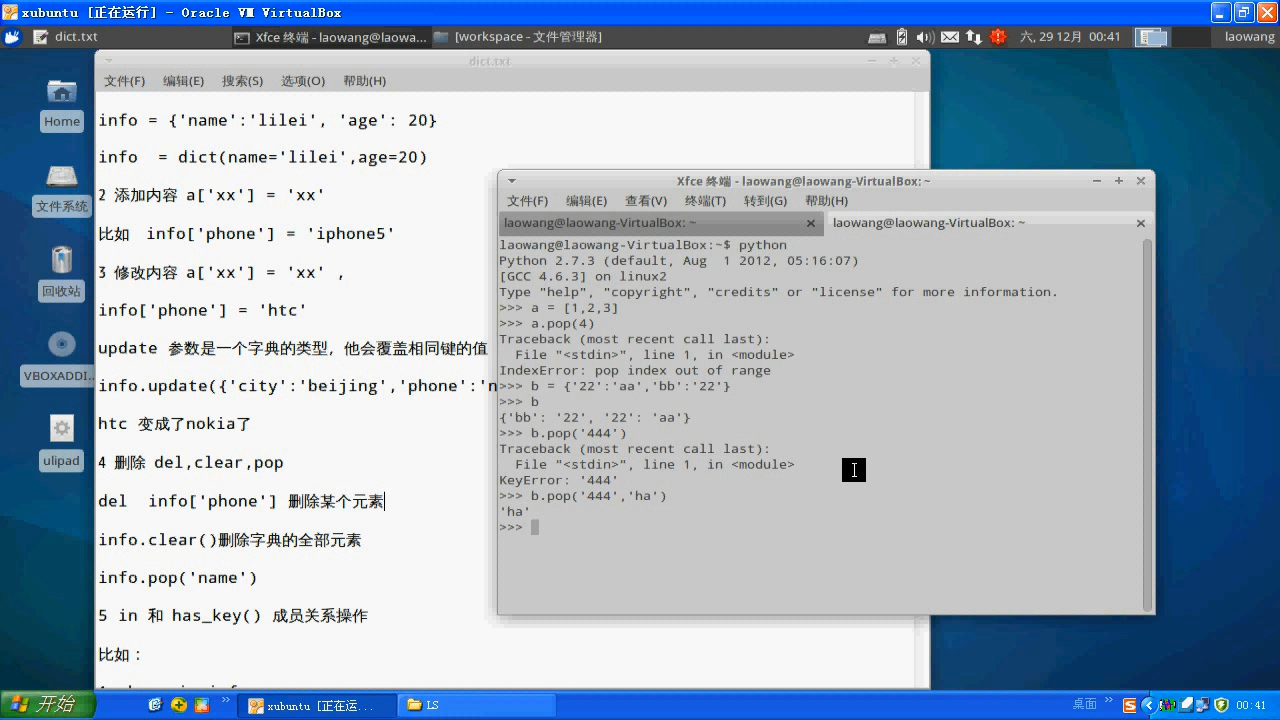 xubuntu [正在运行] - Oracle VM VirtualBox
dict.txt
Xfce 终端 - laowang@laowa...
[workspace - 文件管理器]
六, 29 12月 00:41
laowang
Home
文件系统
回收站
VBOXADDI...
ulipad
dict.txt
文件(F) 编辑(E) 搜索(S) 选项(O) 帮助(H)
info = {'name':'lilei', 'age': 20}
info  = dict(name='lilei',age=20)
2 添加内容 a['xx'] = 'xx'
比如  info['phone'] = 'iphone5'
3 修改内容 a['xx'] = 'xx' ,
info['phone'] = 'htc'
update 参数是一个字典的类型，他会覆盖相同键的值
info.update({'city':'beijing','phone':'n
htc 变成了nokia了
4 删除 del,clear,pop
del  info['phone'] 删除某个元素
info.clear()删除字典的全部元素
info.pop('name')
5 in 和 has_key() 成员关系操作
比如：
Xfce 终端 - laowang@laowang-VirtualBox: ~
文件(F) 编辑(E) 查看(V) 终端(T) 转到(G) 帮助(H)
laowang@laowang-VirtualBox: ~
laowang@laowang-VirtualBox: ~
laowang@laowang-VirtualBox:~$ python
Python 2.7.3 (default, Aug  1 2012, 05:16:07)
[GCC 4.6.3] on linux2
Type "help", "copyright", "credits" or "license" for more information.
>>> a = [1,2,3]
>>> a.pop(4)
Traceback (most recent call last):
  File "<stdin>", line 1, in <module>
IndexError: pop index out of range
>>> b = {'22':'aa','bb':'22'}
>>> b
{'bb': '22', '22': 'aa'}
>>> b.pop('444')
Traceback (most recent call last):
  File "<stdin>", line 1, in <module>
KeyError: '444'
>>> b.pop('444','ha')
'ha'
>>>
开始
xubuntu [正在运...
LS
桌面
00:41